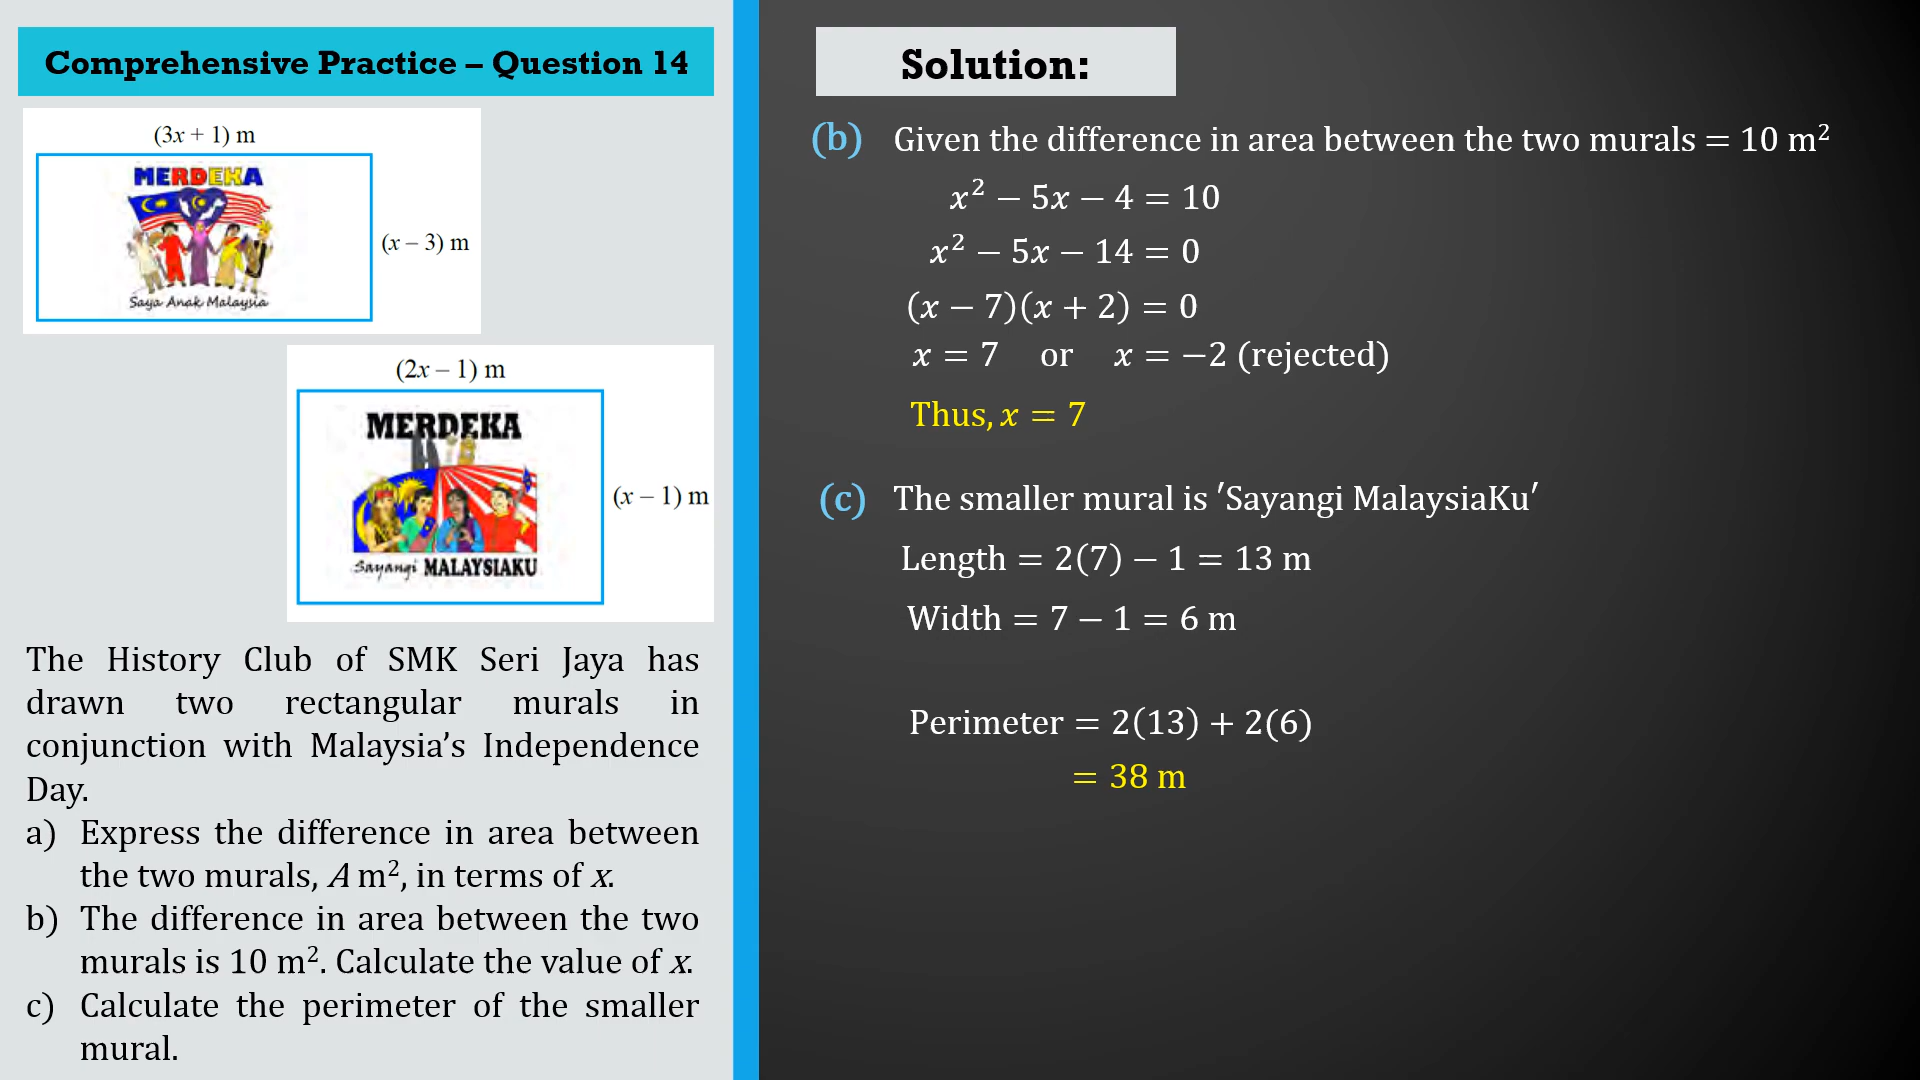 Comprehensive Practice – Question 14
(3x + 1) m
MERDEKA
(x – 3) m
Saya Anak Malaysia
(2x – 1) m
MERDEKA
(x – 1) m
Sayangi MALAYSIAKU
The History Club of SMK Seri Jaya has
drawn two rectangular murals in
conjunction with Malaysia’s Independence
Day.
a) Express the difference in area between
the two murals, A m², in terms of x.
b) The difference in area between the two
murals is 10 m². Calculate the value of x.
c) Calculate the perimeter of the smaller
mural.
Solution:
(b) Given the difference in area between the two murals = 10 m²
x² − 5x − 4 = 10
x² − 5x − 14 = 0
(x − 7)(x + 2) = 0
x = 7 or x = −2 (rejected)
Thus, x = 7
(c) The smaller mural is ′Sayangi MalaysiaKu′
Length = 2(7) − 1 = 13 m
Width = 7 − 1 = 6 m
Perimeter = 2(13) + 2(6)
= 38 m